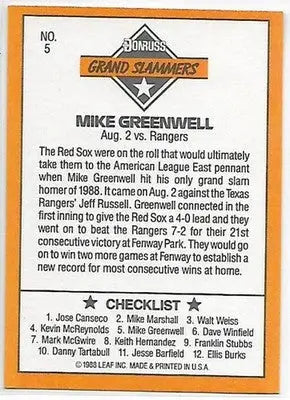 NO.
5
DONRUSS
GRAND SLAMMERS
MIKE GREENWELL
Aug. 2 vs. Rangers
The Red Sox were on the roll that would ultimately
take them to the American League East pennant
when Mike Greenwell hit his only grand slam
homer of 1988. It came on Aug. 2 against the Texas
Rangers' Jeff Russell. Greenwell connected in the
first inning to give the Red Sox a 4-0 lead and they
went on to beat the Rangers 7-2 for their 21st
consecutive victory at Fenway Park. They would go
on to win two more games at Fenway to establish a
new record for most consecutive wins at home.
★ CHECKLIST ★
1. Jose Canseco 2. Mike Marshall 3. Walt Weiss
4. Kevin McReynolds 5. Mike Greenwell 6. Dave Winfield
7. Mark McGwire 8. Keith Hernandez 9. Franklin Stubbs
10. Danny Tartabull 11. Jesse Barfield 12. Ellis Burks
© 1988 LEAF INC. MADE & PRINTED IN U.S.A.